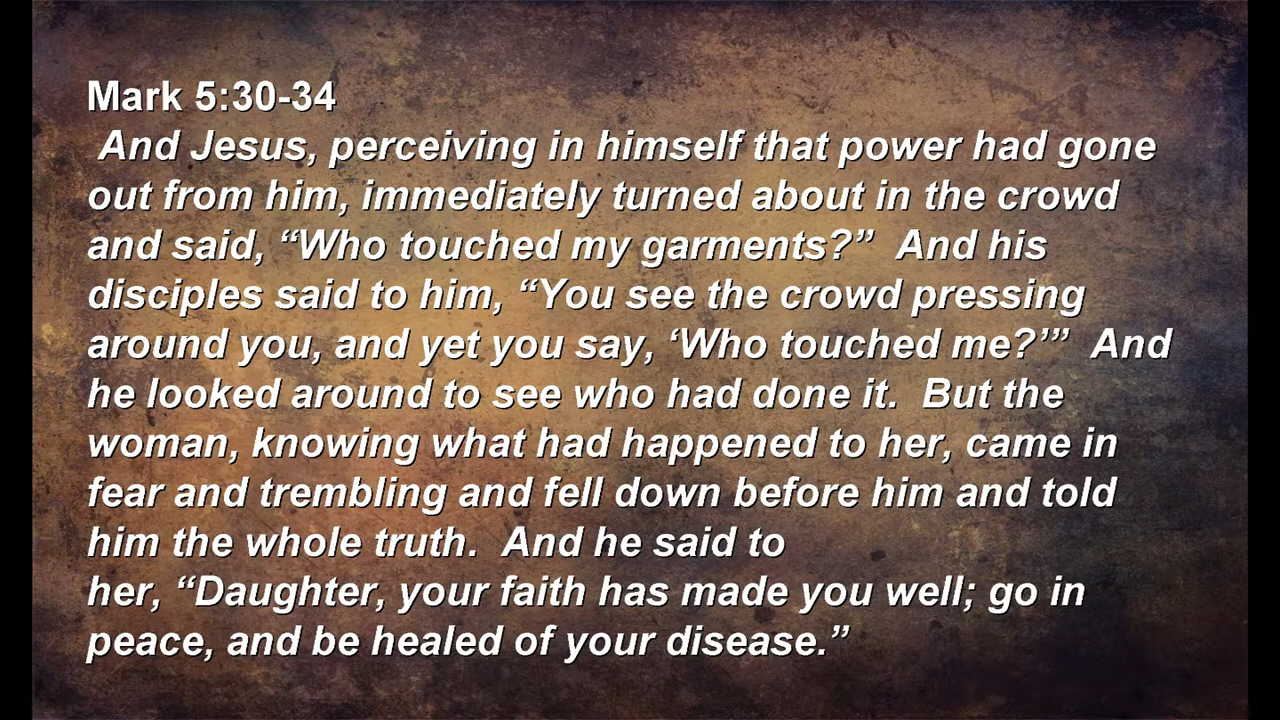 Mark 5:30-34
And Jesus, perceiving in himself that power had gone
out from him, immediately turned about in the crowd
and said, “Who touched my garments?”  And his
disciples said to him, “You see the crowd pressing
around you, and yet you say, ‘Who touched me?’”  And
he looked around to see who had done it.  But the
woman, knowing what had happened to her, came in
fear and trembling and fell down before him and told
him the whole truth.  And he said to
her, “Daughter, your faith has made you well; go in
peace, and be healed of your disease.”